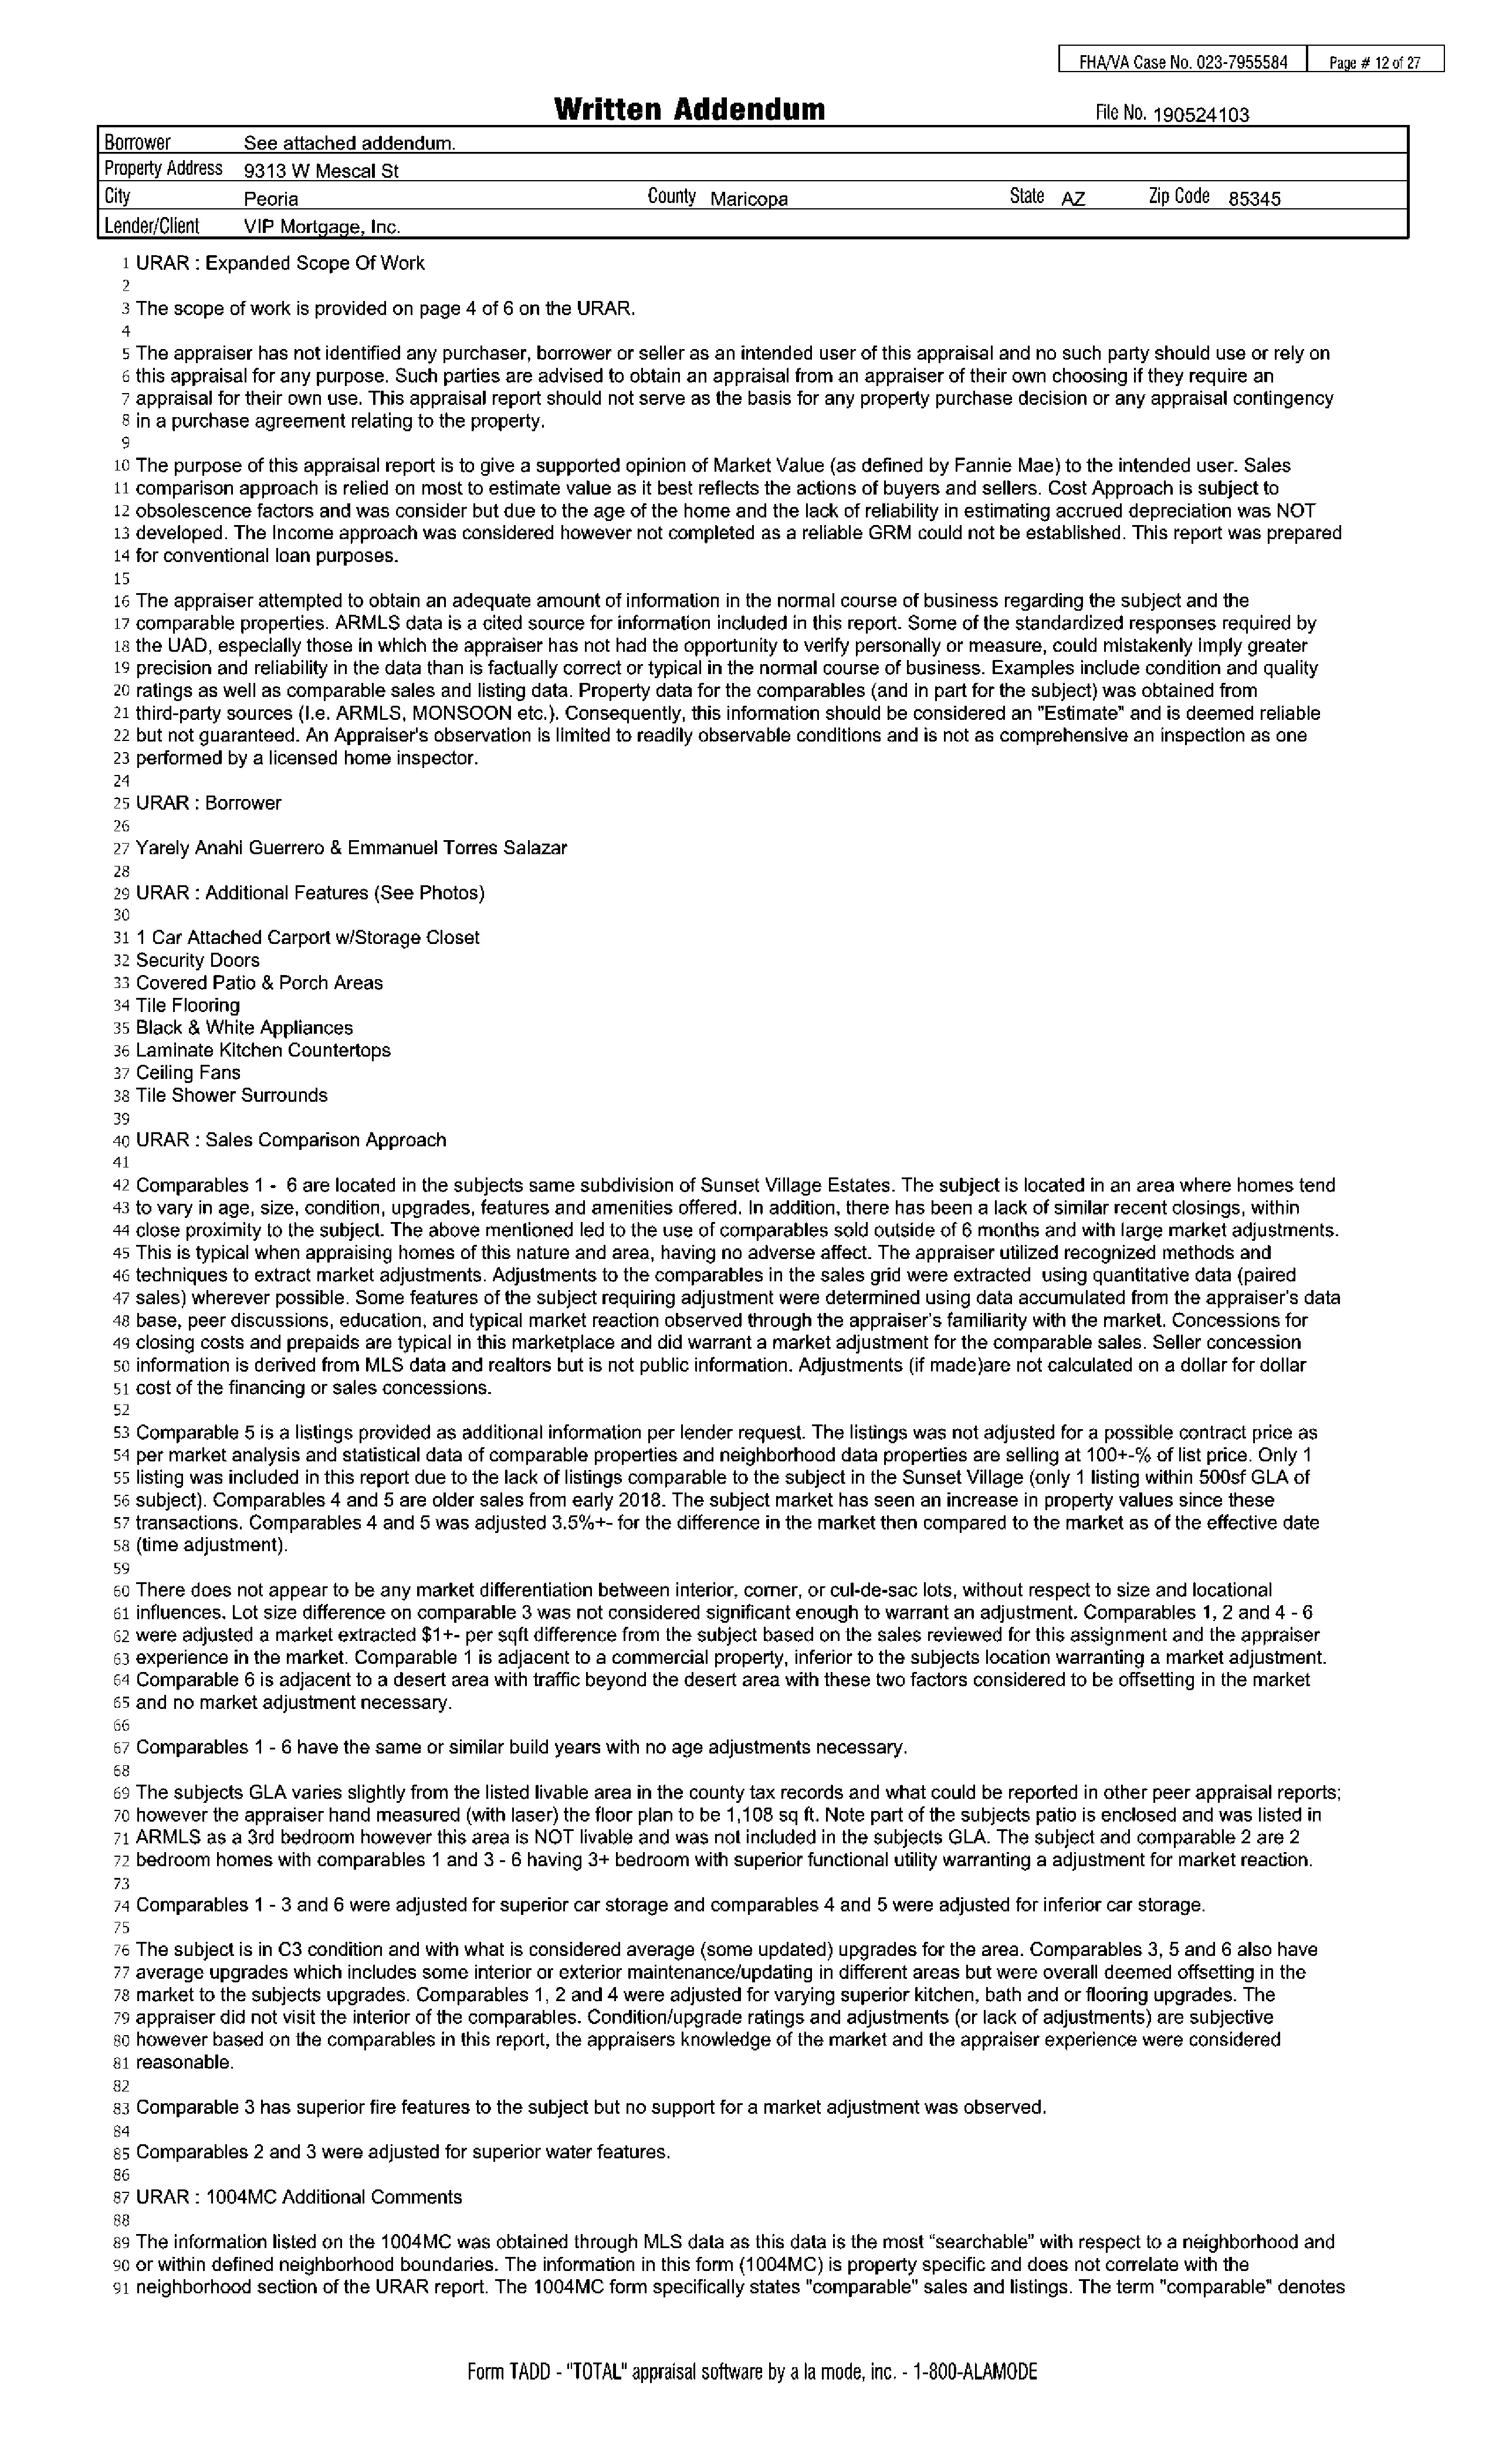 FHA/VA Case No. 023-7955584 Page # 12 of 27
Written Addendum File No. 190524103
Borrower See attached addendum.
Property Address 9313 W Mescal St
City Peoria County Maricopa State AZ Zip Code 85345
Lender/Client VIP Mortgage, Inc.
1 URAR : Expanded Scope Of Work
2
3 The scope of work is provided on page 4 of 6 on the URAR.
4
5 The appraiser has not identified any purchaser, borrower or seller as an intended user of this appraisal and no such party should use or rely on
6 this appraisal for any purpose. Such parties are advised to obtain an appraisal from an appraiser of their own choosing if they require an
7 appraisal for their own use. This appraisal report should not serve as the basis for any property purchase decision or any appraisal contingency
8 in a purchase agreement relating to the property.
9
10 The purpose of this appraisal report is to give a supported opinion of Market Value (as defined by Fannie Mae) to the intended user. Sales
11 comparison approach is relied on most to estimate value as it best reflects the actions of buyers and sellers. Cost Approach is subject to
12 obsolescence factors and was consider but due to the age of the home and the lack of reliability in estimating accrued depreciation was NOT
13 developed. The Income approach was considered however not completed as a reliable GRM could not be established. This report was prepared
14 for conventional loan purposes.
15
16 The appraiser attempted to obtain an adequate amount of information in the normal course of business regarding the subject and the
17 comparable properties. ARMLS data is a cited source for information included in this report. Some of the standardized responses required by
18 the UAD, especially those in which the appraiser has not had the opportunity to verify personally or measure, could mistakenly imply greater
19 precision and reliability in the data than is factually correct or typical in the normal course of business. Examples include condition and quality
20 ratings as well as comparable sales and listing data. Property data for the comparables (and in part for the subject) was obtained from
21 third-party sources (I.e. ARMLS, MONSOON etc.). Consequently, this information should be considered an "Estimate" and is deemed reliable
22 but not guaranteed. An Appraiser's observation is limited to readily observable conditions and is not as comprehensive an inspection as one
23 performed by a licensed home inspector.
24
25 URAR : Borrower
26
27 Yarely Anahi Guerrero & Emmanuel Torres Salazar
28
29 URAR : Additional Features (See Photos)
30
31 1 Car Attached Carport w/Storage Closet
32 Security Doors
33 Covered Patio & Porch Areas
34 Tile Flooring
35 Black & White Appliances
36 Laminate Kitchen Countertops
37 Ceiling Fans
38 Tile Shower Surrounds
39
40 URAR : Sales Comparison Approach
41
42 Comparables 1 - 6 are located in the subjects same subdivision of Sunset Village Estates. The subject is located in an area where homes tend
43 to vary in age, size, condition, upgrades, features and amenities offered. In addition, there has been a lack of similar recent closings, within
44 close proximity to the subject. The above mentioned led to the use of comparables sold outside of 6 months and with large market adjustments.
45 This is typical when appraising homes of this nature and area, having no adverse affect. The appraiser utilized recognized methods and
46 techniques to extract market adjustments. Adjustments to the comparables in the sales grid were extracted using quantitative data (paired
47 sales) wherever possible. Some features of the subject requiring adjustment were determined using data accumulated from the appraiser's data
48 base, peer discussions, education, and typical market reaction observed through the appraiser's familiarity with the market. Concessions for
49 closing costs and prepaids are typical in this marketplace and did warrant a market adjustment for the comparable sales. Seller concession
50 information is derived from MLS data and realtors but is not public information. Adjustments (if made)are not calculated on a dollar for dollar
51 cost of the financing or sales concessions.
52
53 Comparable 5 is a listings provided as additional information per lender request. The listings was not adjusted for a possible contract price as
54 per market analysis and statistical data of comparable properties and neighborhood data properties are selling at 100+-% of list price. Only 1
55 listing was included in this report due to the lack of listings comparable to the subject in the Sunset Village (only 1 listing within 500sf GLA of
56 subject). Comparables 4 and 5 are older sales from early 2018. The subject market has seen an increase in property values since these
57 transactions. Comparables 4 and 5 was adjusted 3.5%+- for the difference in the market then compared to the market as of the effective date
58 (time adjustment).
59
60 There does not appear to be any market differentiation between interior, corner, or cul-de-sac lots, without respect to size and locational
61 influences. Lot size difference on comparable 3 was not considered significant enough to warrant an adjustment. Comparables 1, 2 and 4 - 6
62 were adjusted a market extracted $1+- per sqft difference from the subject based on the sales reviewed for this assignment and the appraiser
63 experience in the market. Comparable 1 is adjacent to a commercial property, inferior to the subjects location warranting a market adjustment.
64 Comparable 6 is adjacent to a desert area with traffic beyond the desert area with these two factors considered to be offsetting in the market
65 and no market adjustment necessary.
66
67 Comparables 1 - 6 have the same or similar build years with no age adjustments necessary.
68
69 The subjects GLA varies slightly from the listed livable area in the county tax records and what could be reported in other peer appraisal reports;
70 however the appraiser hand measured (with laser) the floor plan to be 1,108 sq ft. Note part of the subjects patio is enclosed and was listed in
71 ARMLS as a 3rd bedroom however this area is NOT livable and was not included in the subjects GLA. The subject and comparable 2 are 2
72 bedroom homes with comparables 1 and 3 - 6 having 3+ bedroom with superior functional utility warranting a adjustment for market reaction.
73
74 Comparables 1 - 3 and 6 were adjusted for superior car storage and comparables 4 and 5 were adjusted for inferior car storage.
75
76 The subject is in C3 condition and with what is considered average (some updated) upgrades for the area. Comparables 3, 5 and 6 also have
77 average upgrades which includes some interior or exterior maintenance/updating in different areas but were overall deemed offsetting in the
78 market to the subjects upgrades. Comparables 1, 2 and 4 were adjusted for varying superior kitchen, bath and or flooring upgrades. The
79 appraiser did not visit the interior of the comparables. Condition/upgrade ratings and adjustments (or lack of adjustments) are subjective
80 however based on the comparables in this report, the appraisers knowledge of the market and the appraiser experience were considered
81 reasonable.
82
83 Comparable 3 has superior fire features to the subject but no support for a market adjustment was observed.
84
85 Comparables 2 and 3 were adjusted for superior water features.
86
87 URAR : 1004MC Additional Comments
88
89 The information listed on the 1004MC was obtained through MLS data as this data is the most “searchable” with respect to a neighborhood and
90 or within defined neighborhood boundaries. The information in this form (1004MC) is property specific and does not correlate with the
91 neighborhood section of the URAR report. The 1004MC form specifically states "comparable" sales and listings. The term "comparable" denotes
Form TADD - "TOTAL" appraisal software by a la mode, inc. - 1-800-ALAMODE